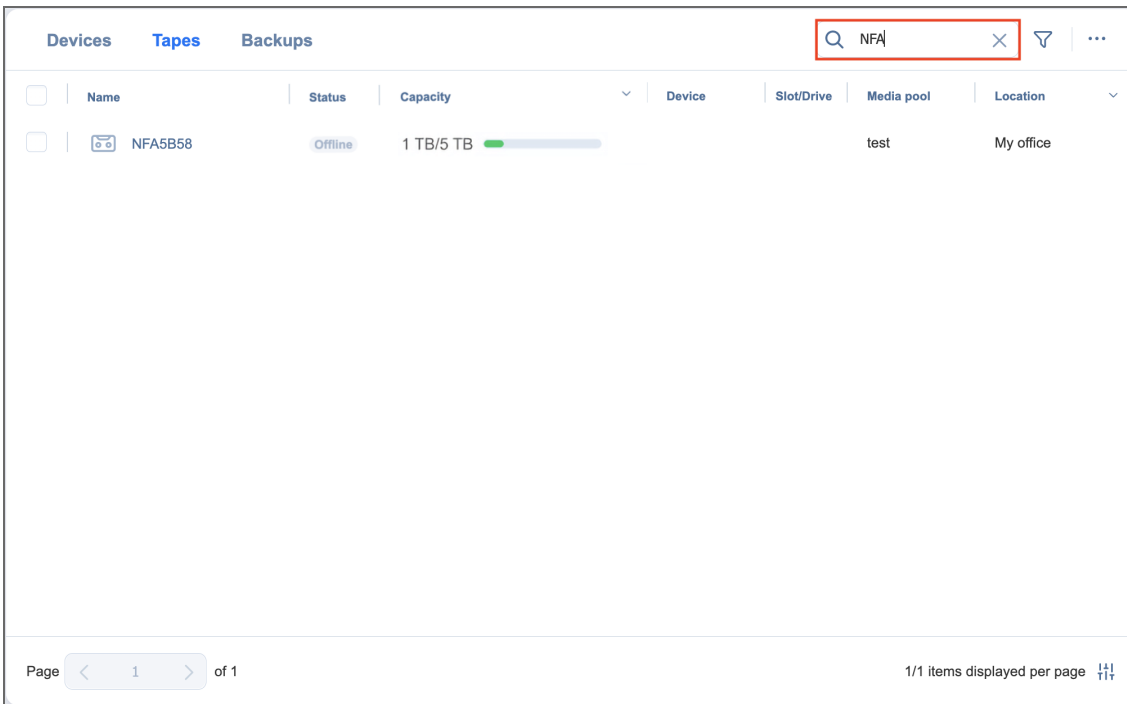 Devices Tapes Backups NFA
Name Status Capacity Device Slot/Drive Media pool Location
NFA5B58 Offline 1 TB/5 TB test My office
Page 1 of 1 1/1 items displayed per page